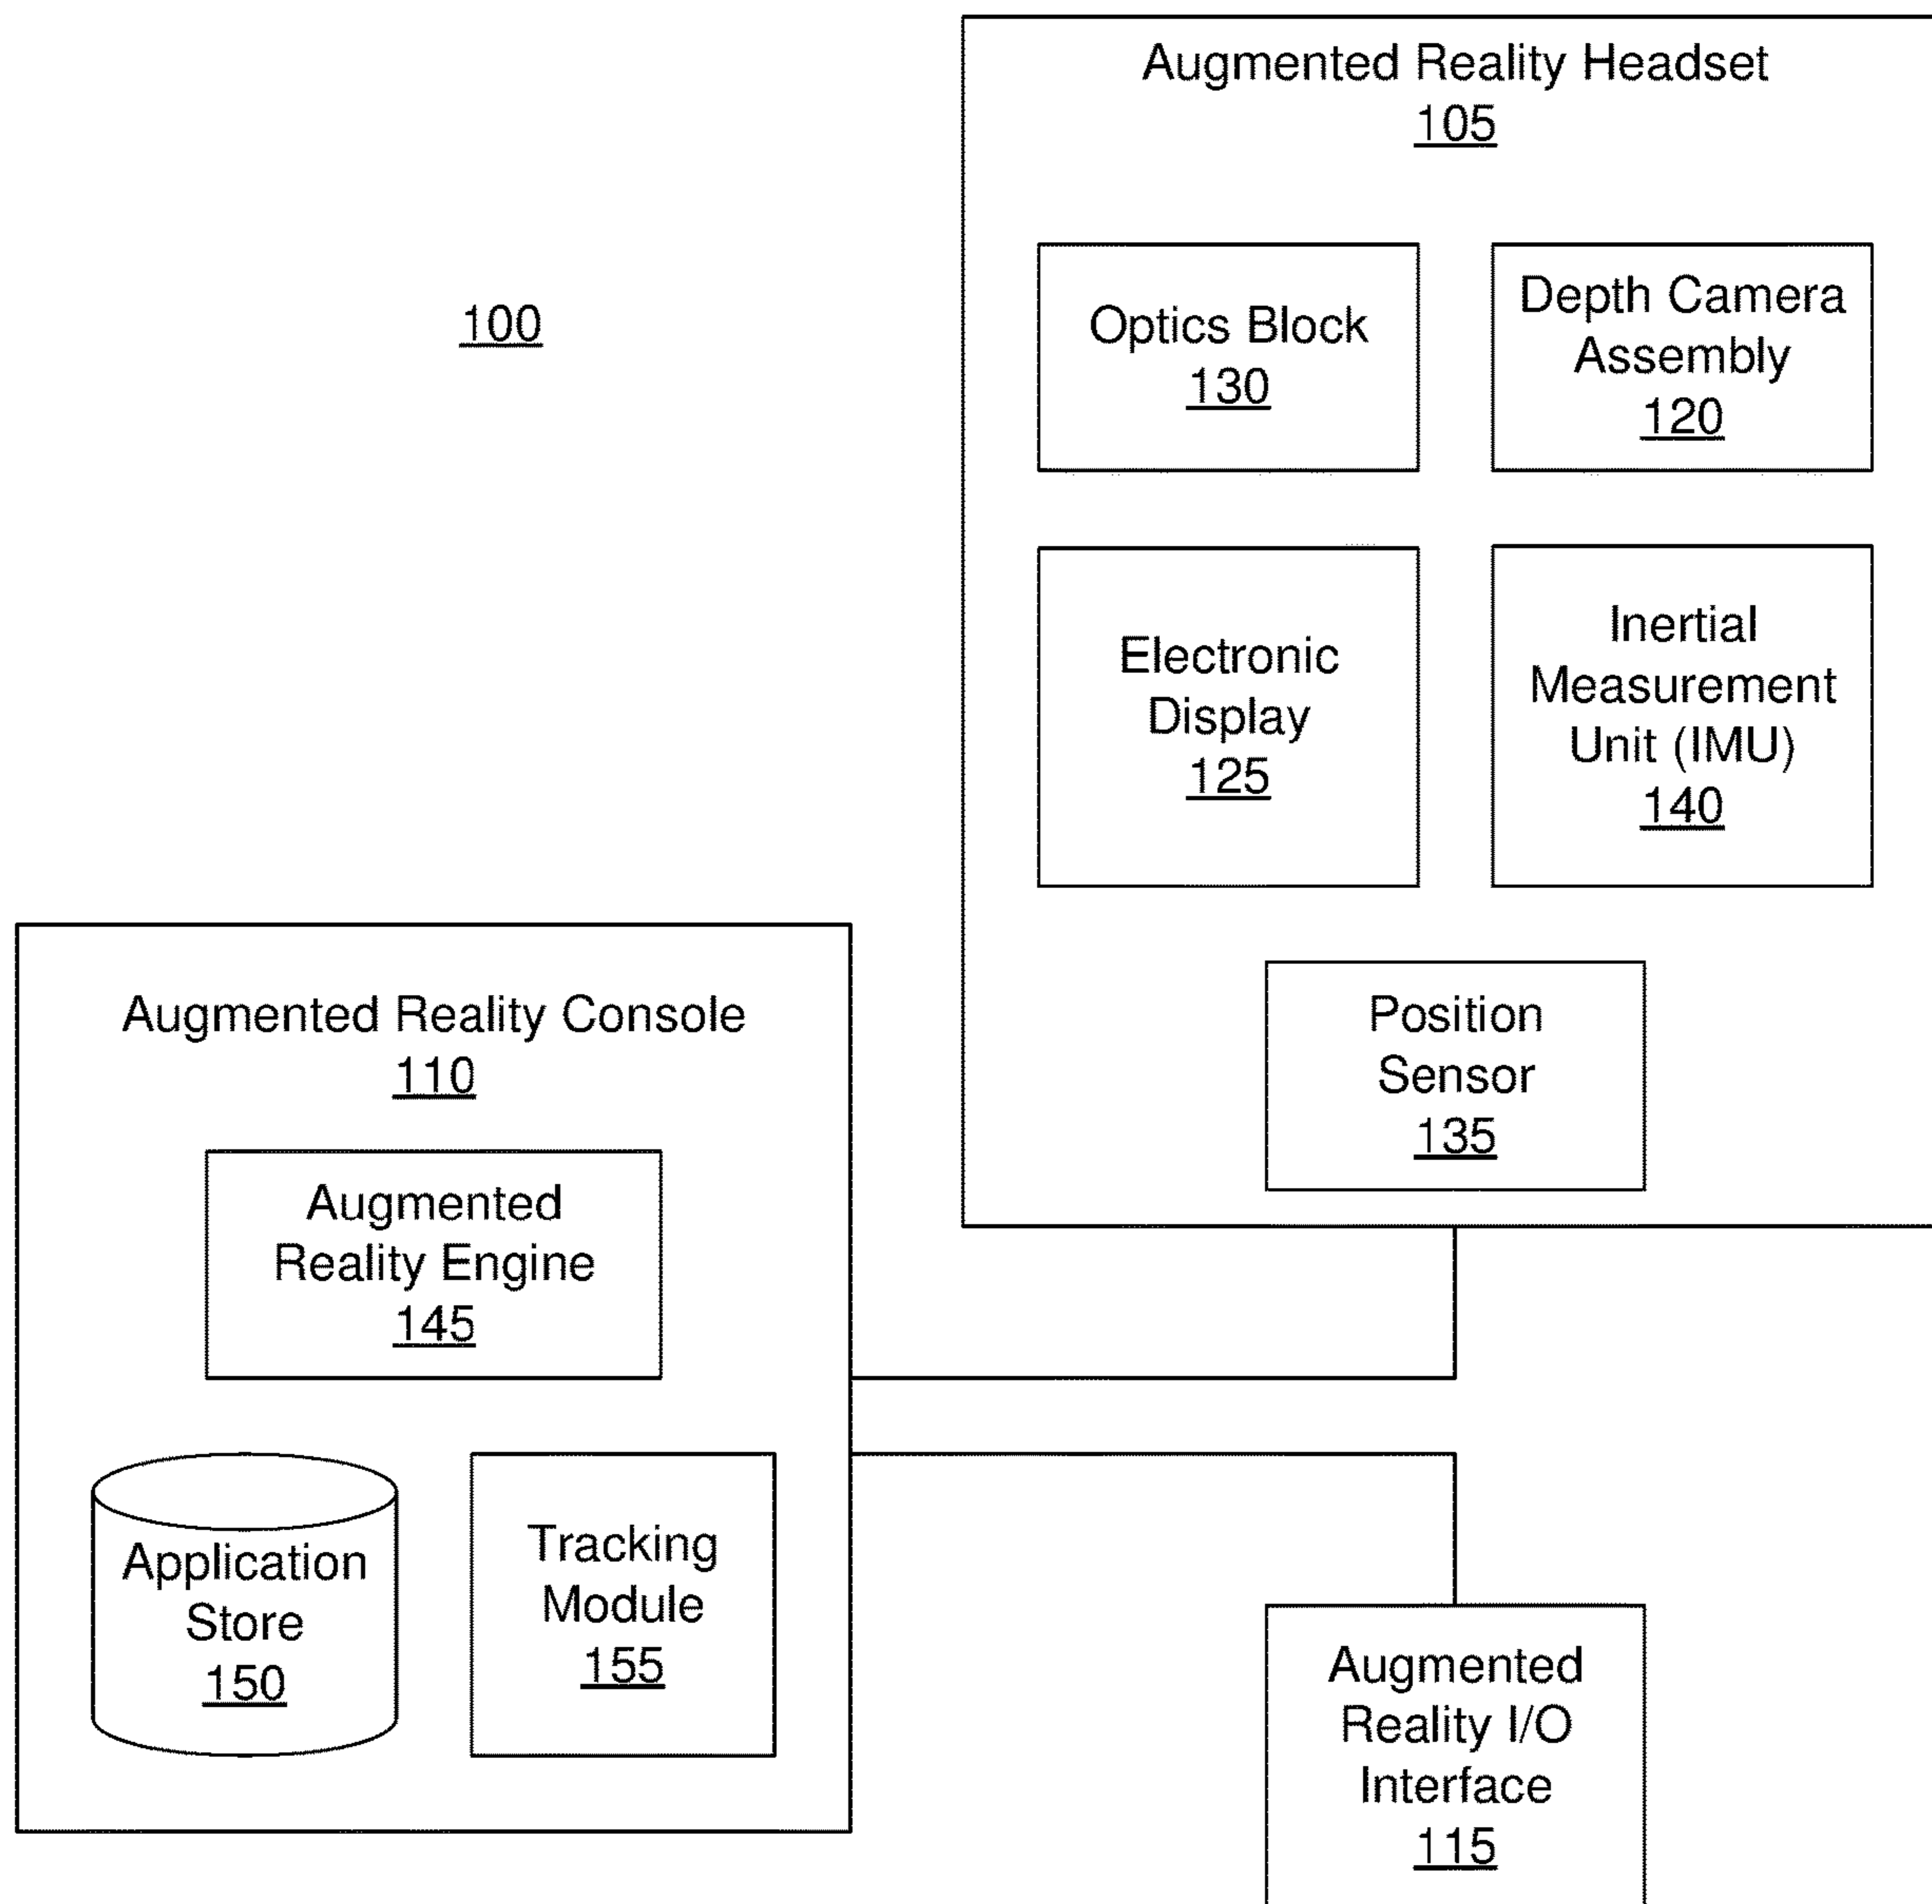 Augmented Reality Headset
105
100
Optics Block
130
Depth Camera
Assembly
120
Electronic
Display
125
Inertial
Measurement
Unit (IMU)
140
Position
Sensor
135
Augmented Reality Console
110
Augmented
Reality Engine
145
Application
Store
150
Tracking
Module
155
Augmented
Reality I/O
Interface
115